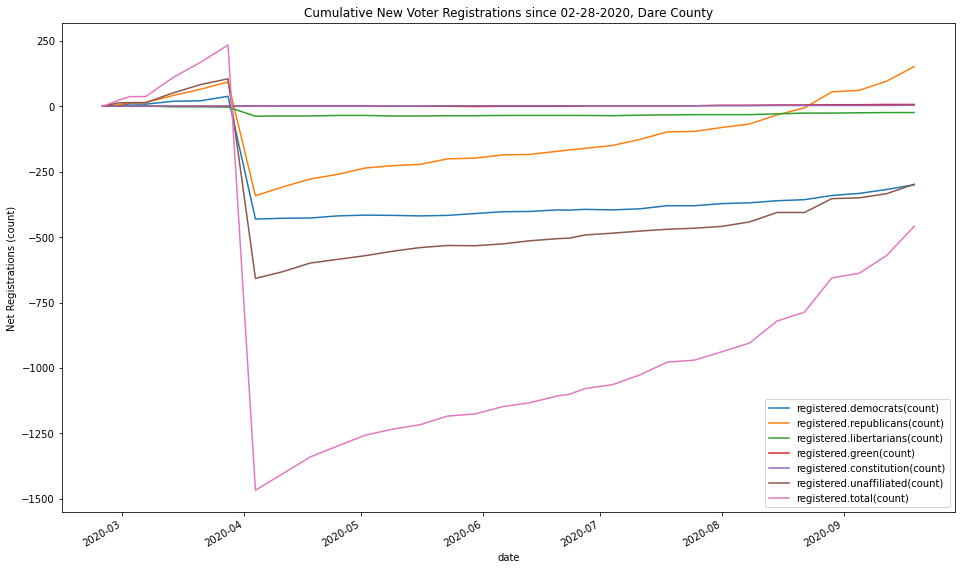 Cumulative New Voter Registrations since 02-28-2020, Dare County
Net Registrations (count)
250
0
−250
−500
−750
−1000
−1250
−1500
2020-03
2020-04
2020-05
2020-06
2020-07
2020-08
2020-09
date
registered.democrats(count)
registered.republicans(count)
registered.libertarians(count)
registered.green(count)
registered.constitution(count)
registered.unaffiliated(count)
registered.total(count)